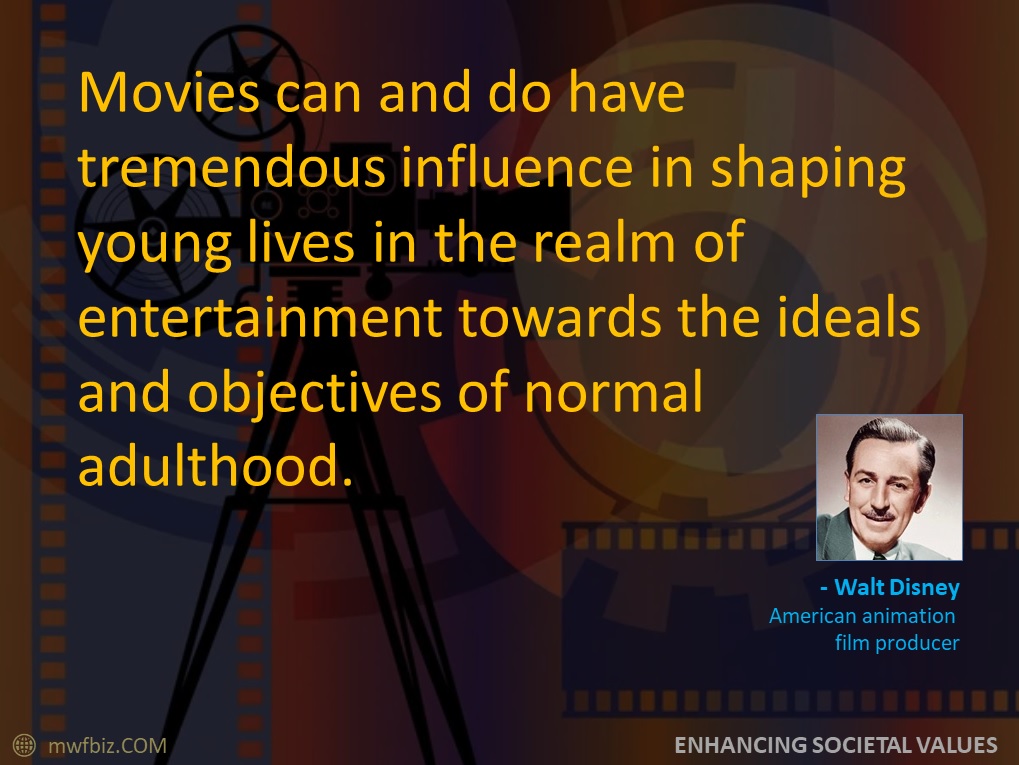 Movies can and do have
tremendous influence in shaping
young lives in the realm of
entertainment towards the ideals
and objectives of normal
adulthood.
- Walt Disney
American animation
film producer
mwfbiz.COM
ENHANCING SOCIETAL VALUES